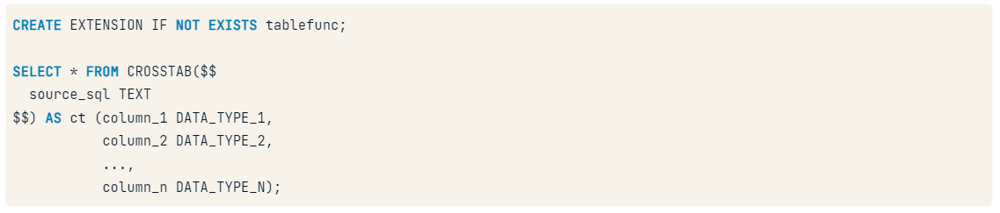 CREATE EXTENSION IF NOT EXISTS tablefunc;
SELECT * FROM CROSSTAB($$
source_sql TEXT
$$) AS ct (column_1 DATA_TYPE_1,
column_2 DATA_TYPE_2,
...,
column_n DATA_TYPE_N);